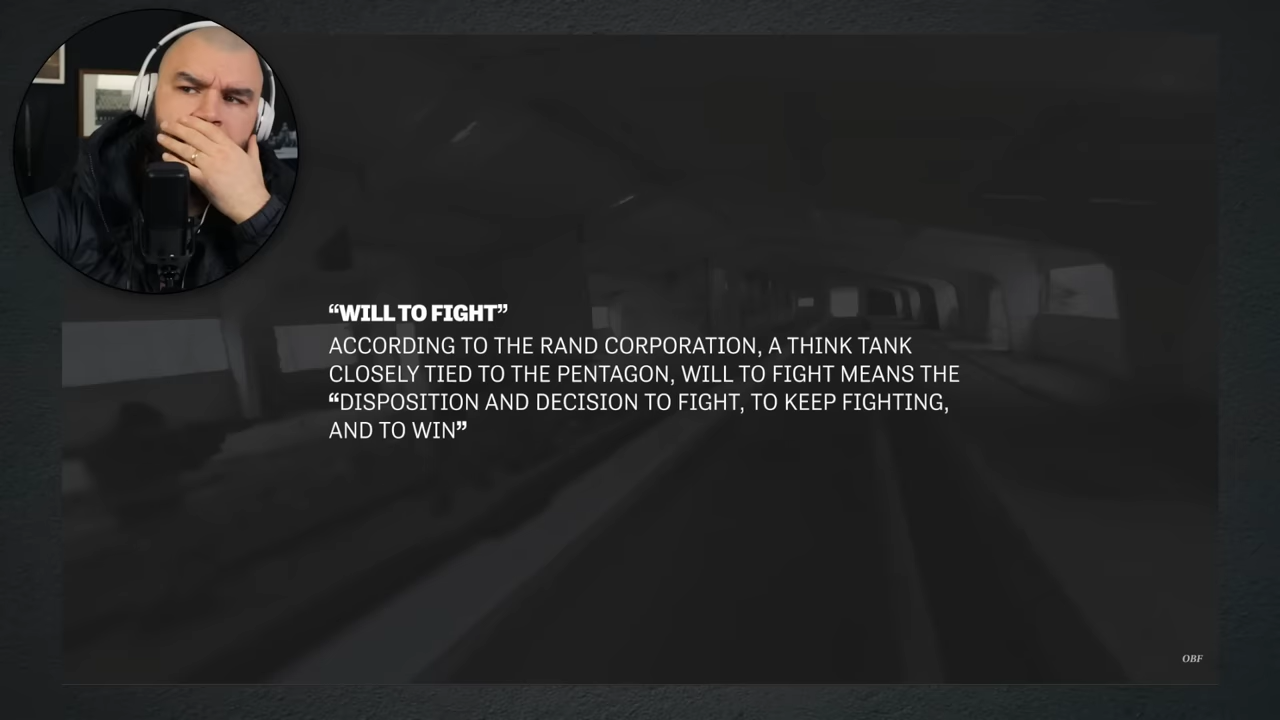 “WILL TO FIGHT”
ACCORDING TO THE RAND CORPORATION, A THINK TANK
CLOSELY TIED TO THE PENTAGON, WILL TO FIGHT MEANS THE
“DISPOSITION AND DECISION TO FIGHT, TO KEEP FIGHTING,
AND TO WIN”
OBF